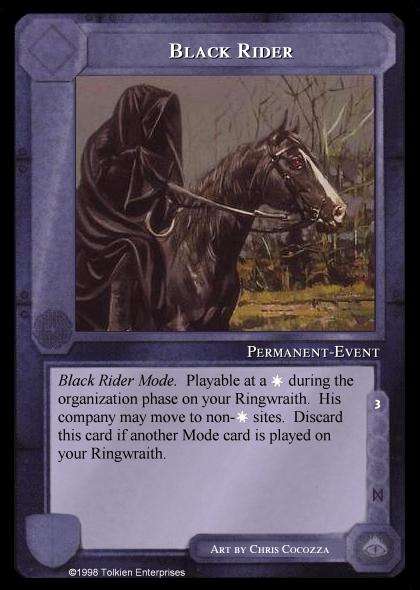 Black Rider
Permanent-Event
Black Rider Mode. Playable at a ✷ during the
organization phase on your Ringwraith. His
company may move to non-✷ sites. Discard
this card if another Mode card is played on
your Ringwraith.
3
Art by Chris Cocozza
©1998 Tolkien Enterprises